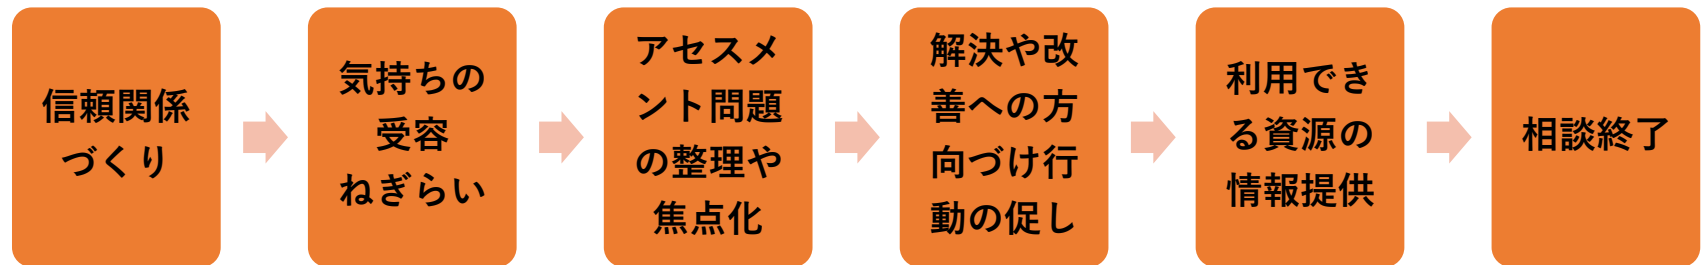 信頼関係
づくり
気持ちの
受容
ねぎらい
アセスメ
ント問題
の整理や
焦点化
解決や改
善への方
向づけ行
動の促し
利用でき
る資源の
情報提供
相談終了